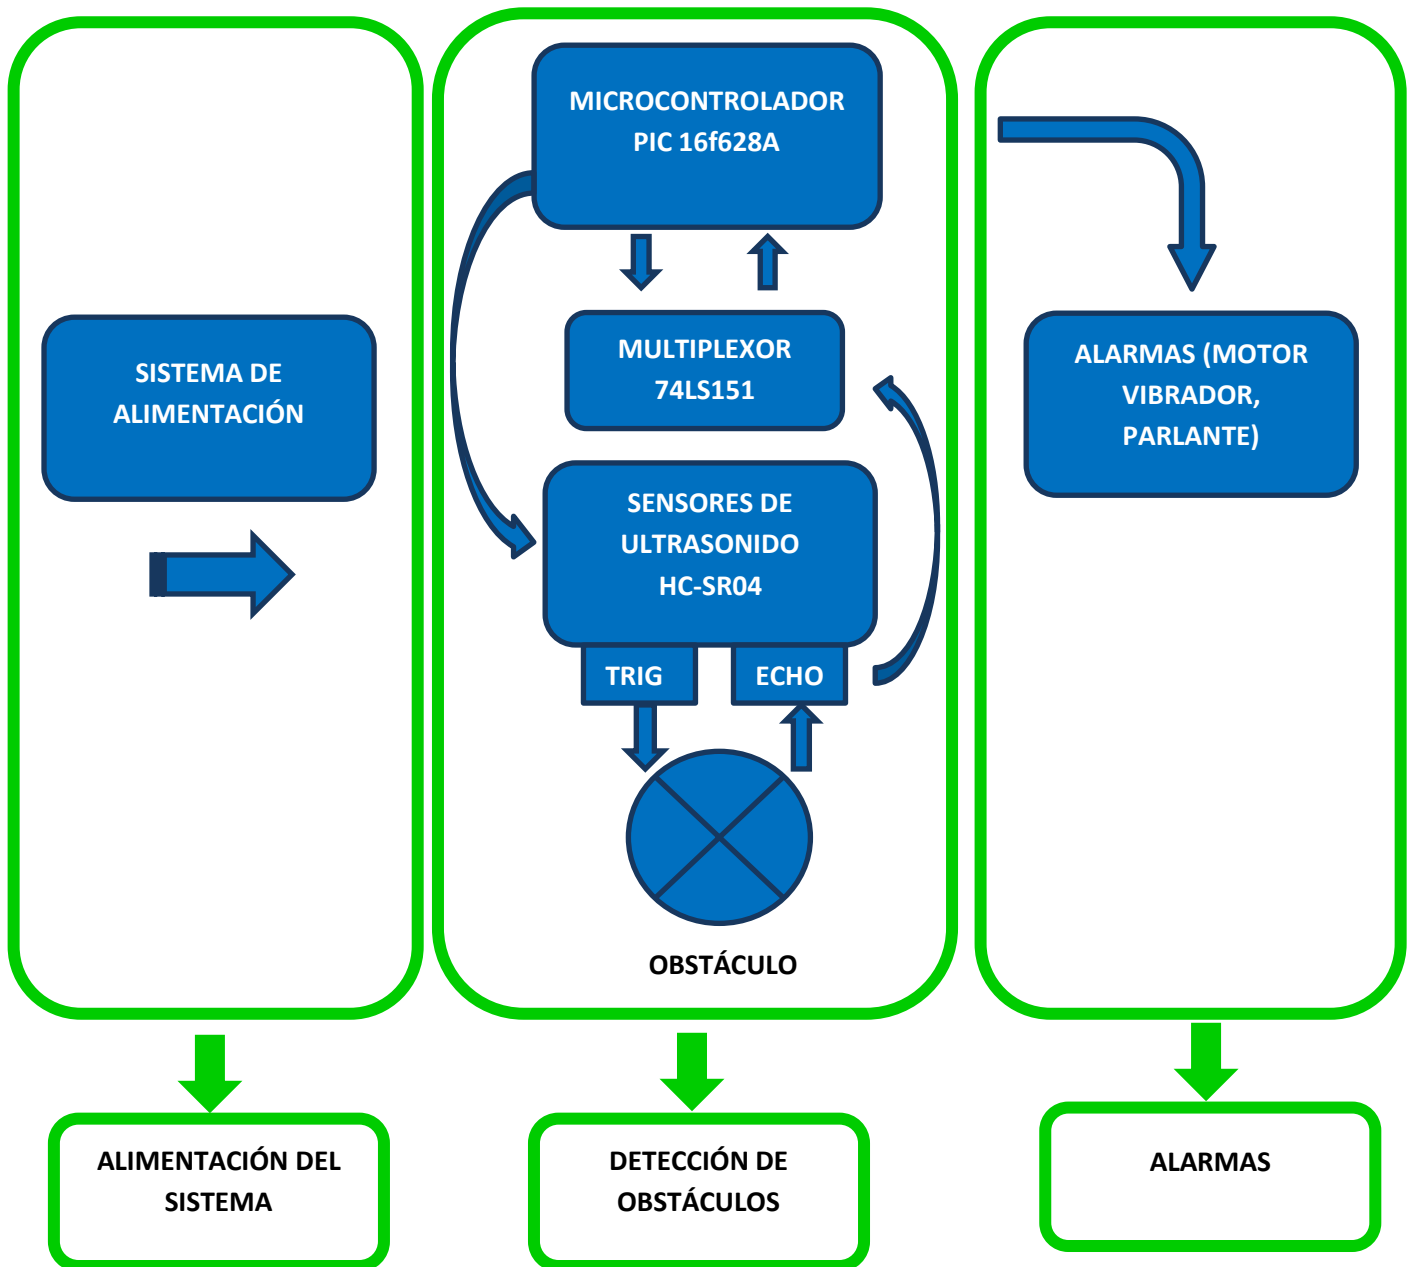 MICROCONTROLADOR
PIC 16f628A
MULTIPLEXOR
74LS151
SISTEMA DE
ALIMENTACIÓN
ALARMAS (MOTOR
VIBRADOR,
PARLANTE)
SENSORES DE
ULTRASONIDO
HC-SR04
TRIG
ECHO
OBSTÁCULO
ALIMENTACIÓN DEL
SISTEMA
DETECCIÓN DE
OBSTÁCULOS
ALARMAS